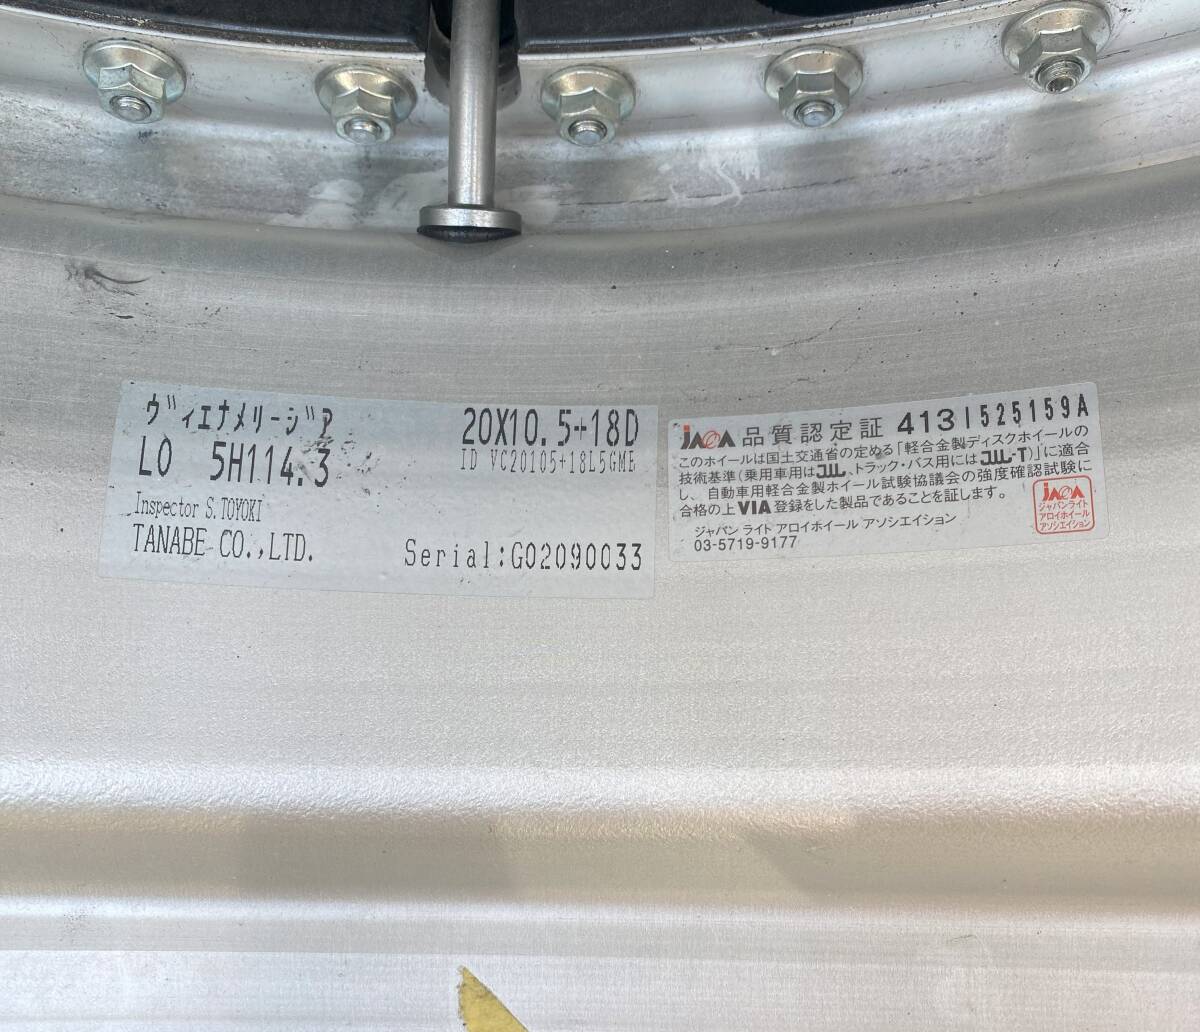 ヴィエナメリージア 20X10.5+18D
LO 5H114.3 ID VC20105+18L5GME
Inspector S.TOYOKI
TANABE CO.,LTD. Serial:G02090033
JAWA 品質認定証 413 I525159A
このホイールは国土交通省の定める「軽合金製ディスクホイールの
技術基準(乗用車用はJWL、トラック・バス用にはJWL-T)」に適合
し、自動車用軽合金製ホイール試験協議会の強度確認試験に
合格の上VIA登録をした製品であることを証します。
ジャパン ライト アロイホイール アソシエイション
03-5719-9177
JAWA
ジャパンライト
アロイホイール
アソシエイション